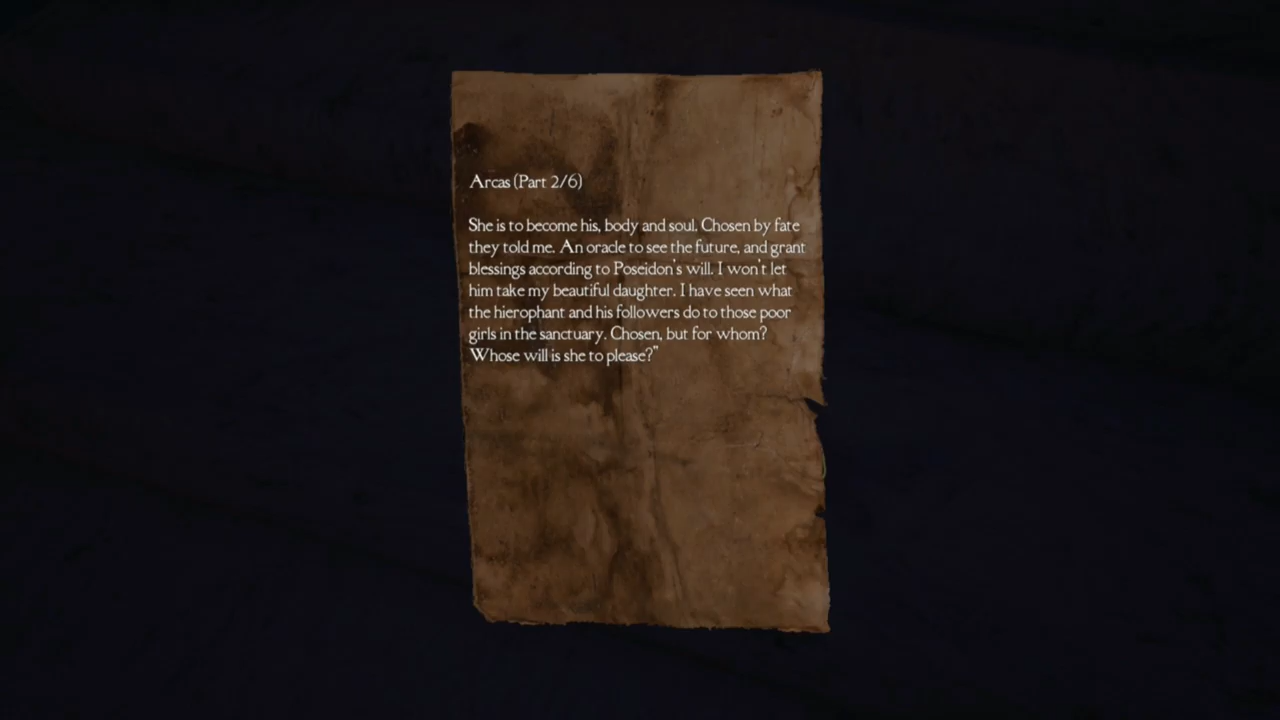 Arcas (Part 2/6)
She is to become his, body and soul. Chosen by fate
they told me. An oracle to see the future, and grant
blessings according to Poseidon's will. I won't let
him take my beautiful daughter. I have seen what
the hierophant and his followers do to those poor
girls in the sanctuary. Chosen, but for whom?
Whose will is she to please?"